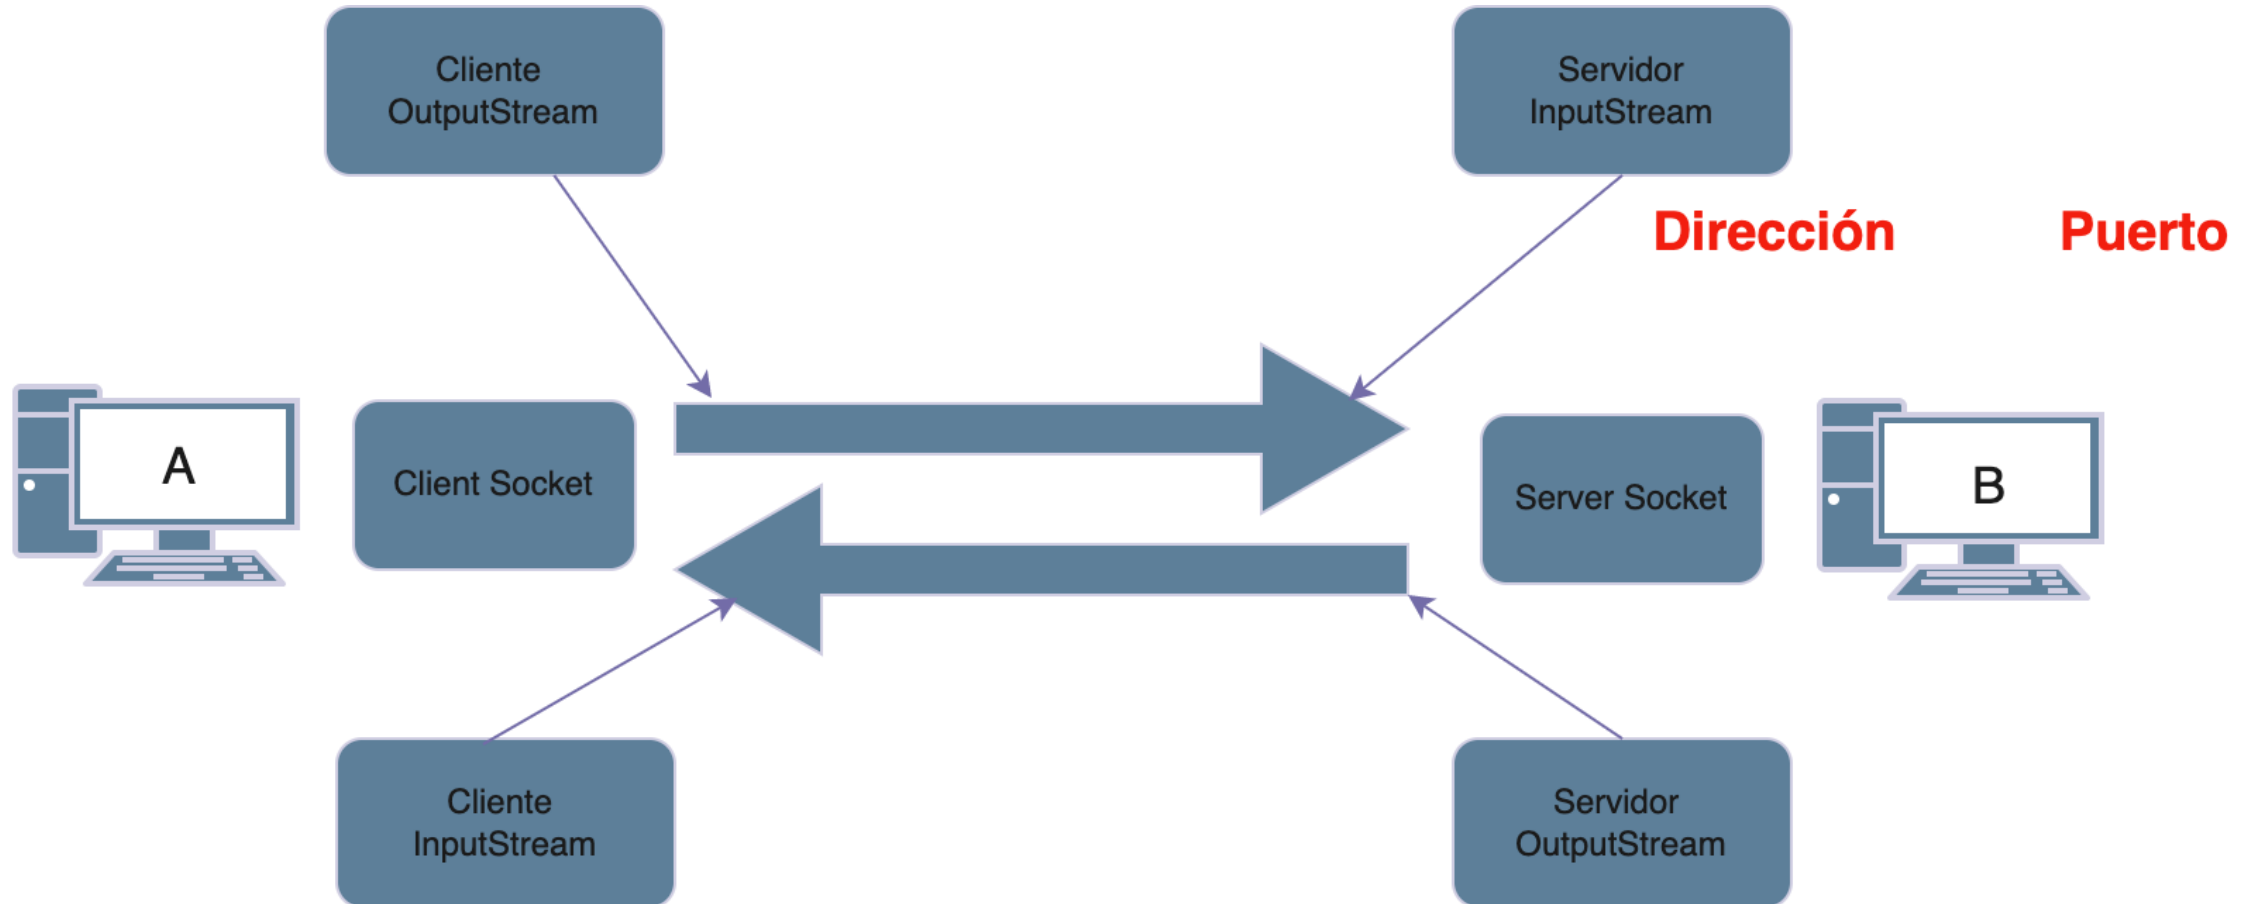 Cliente
OutputStream
Servidor
InputStream
Dirección
Puerto
A
Client Socket
Server Socket
B
Cliente
InputStream
Servidor
OutputStream